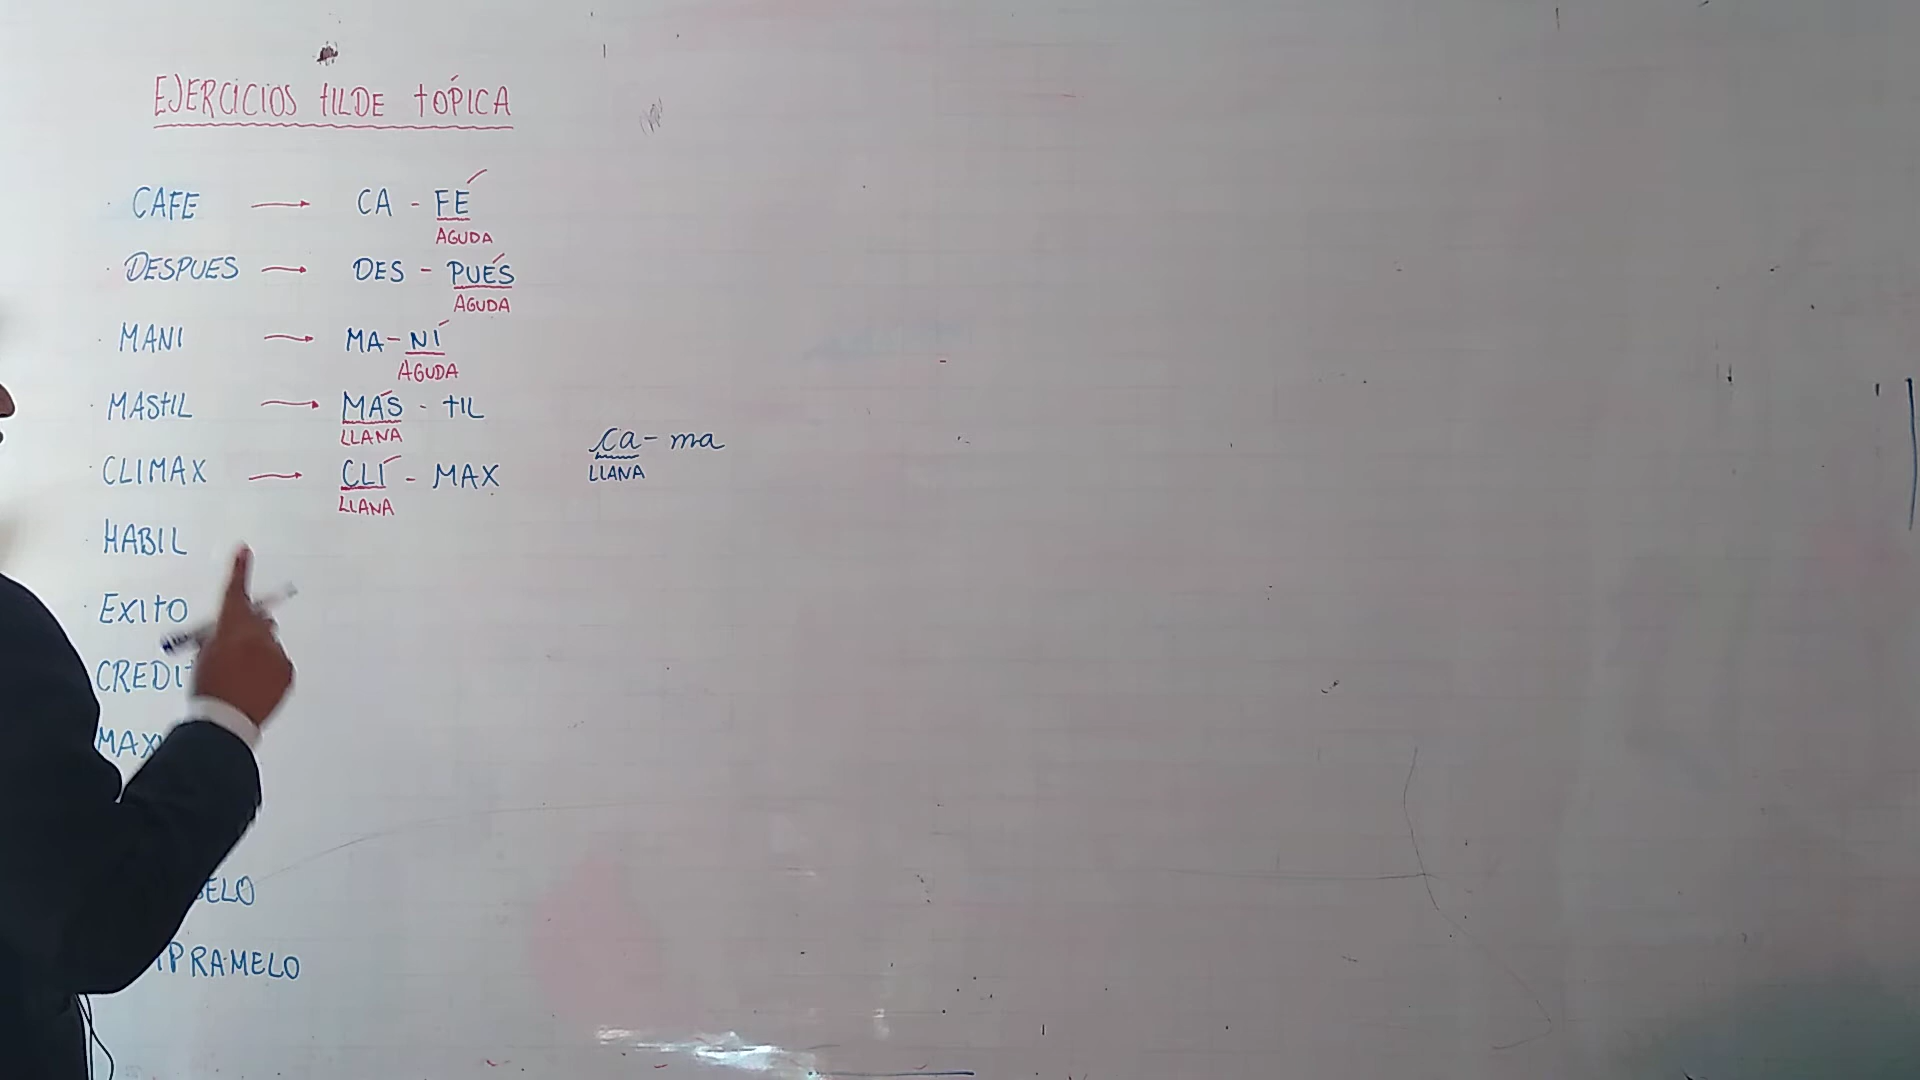 EJERCICIOS TILDE TÓPICA
CAFE → CA - FÉ
AGUDA
DESPUES → DES - PUÉS
AGUDA
MANI → MA - NÍ
AGUDA
MASTIL → MÁS - TIL
LLANA
ca - ma
LLANA
CLIMAX → CLÍ - MAX
LLANA
HABIL
EXITO